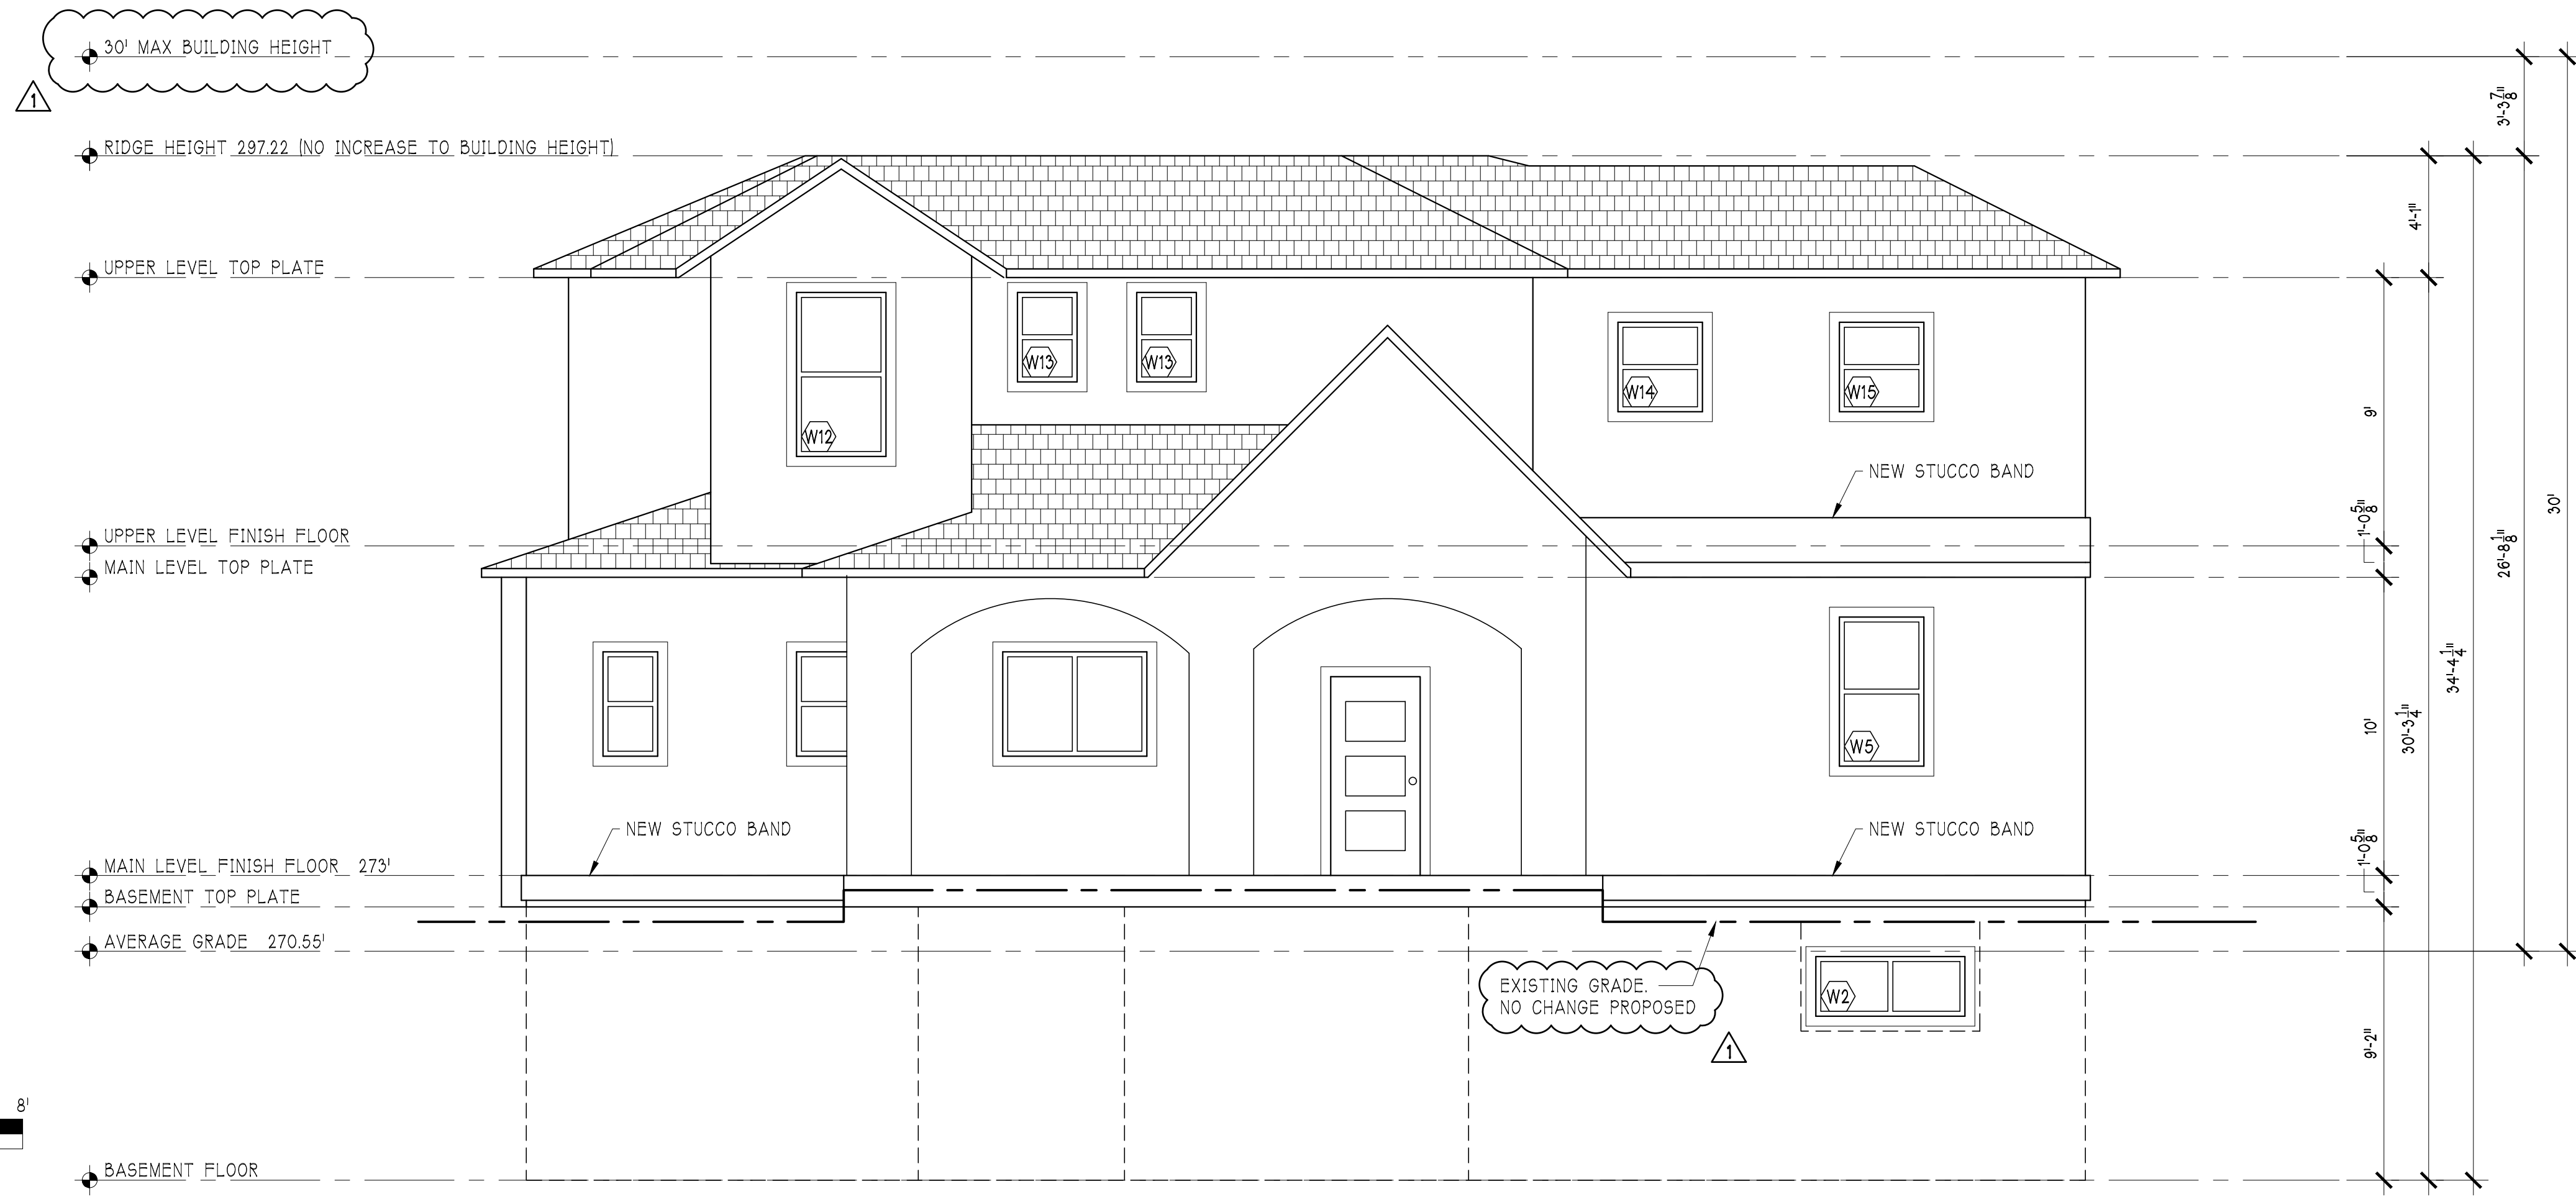 30' MAX BUILDING HEIGHT
1
3'-3 7/8"
RIDGE HEIGHT 297.22 (NO INCREASE TO BUILDING HEIGHT)
4'-1"
UPPER LEVEL TOP PLATE
W13
W13
W14
W15
W12
9'
NEW STUCCO BAND
30'
1'-0 5/8"
26'-8 1/8"
UPPER LEVEL FINISH FLOOR
MAIN LEVEL TOP PLATE
34'-4 1/4"
10'
30'-3 1/4"
W5
NEW STUCCO BAND
NEW STUCCO BAND
1'-0 5/8"
MAIN LEVEL FINISH FLOOR 273'
BASEMENT TOP PLATE
AVERAGE GRADE 270.55'
EXISTING GRADE.
NO CHANGE PROPOSED
W2
1
9'-2"
8'
BASEMENT FLOOR